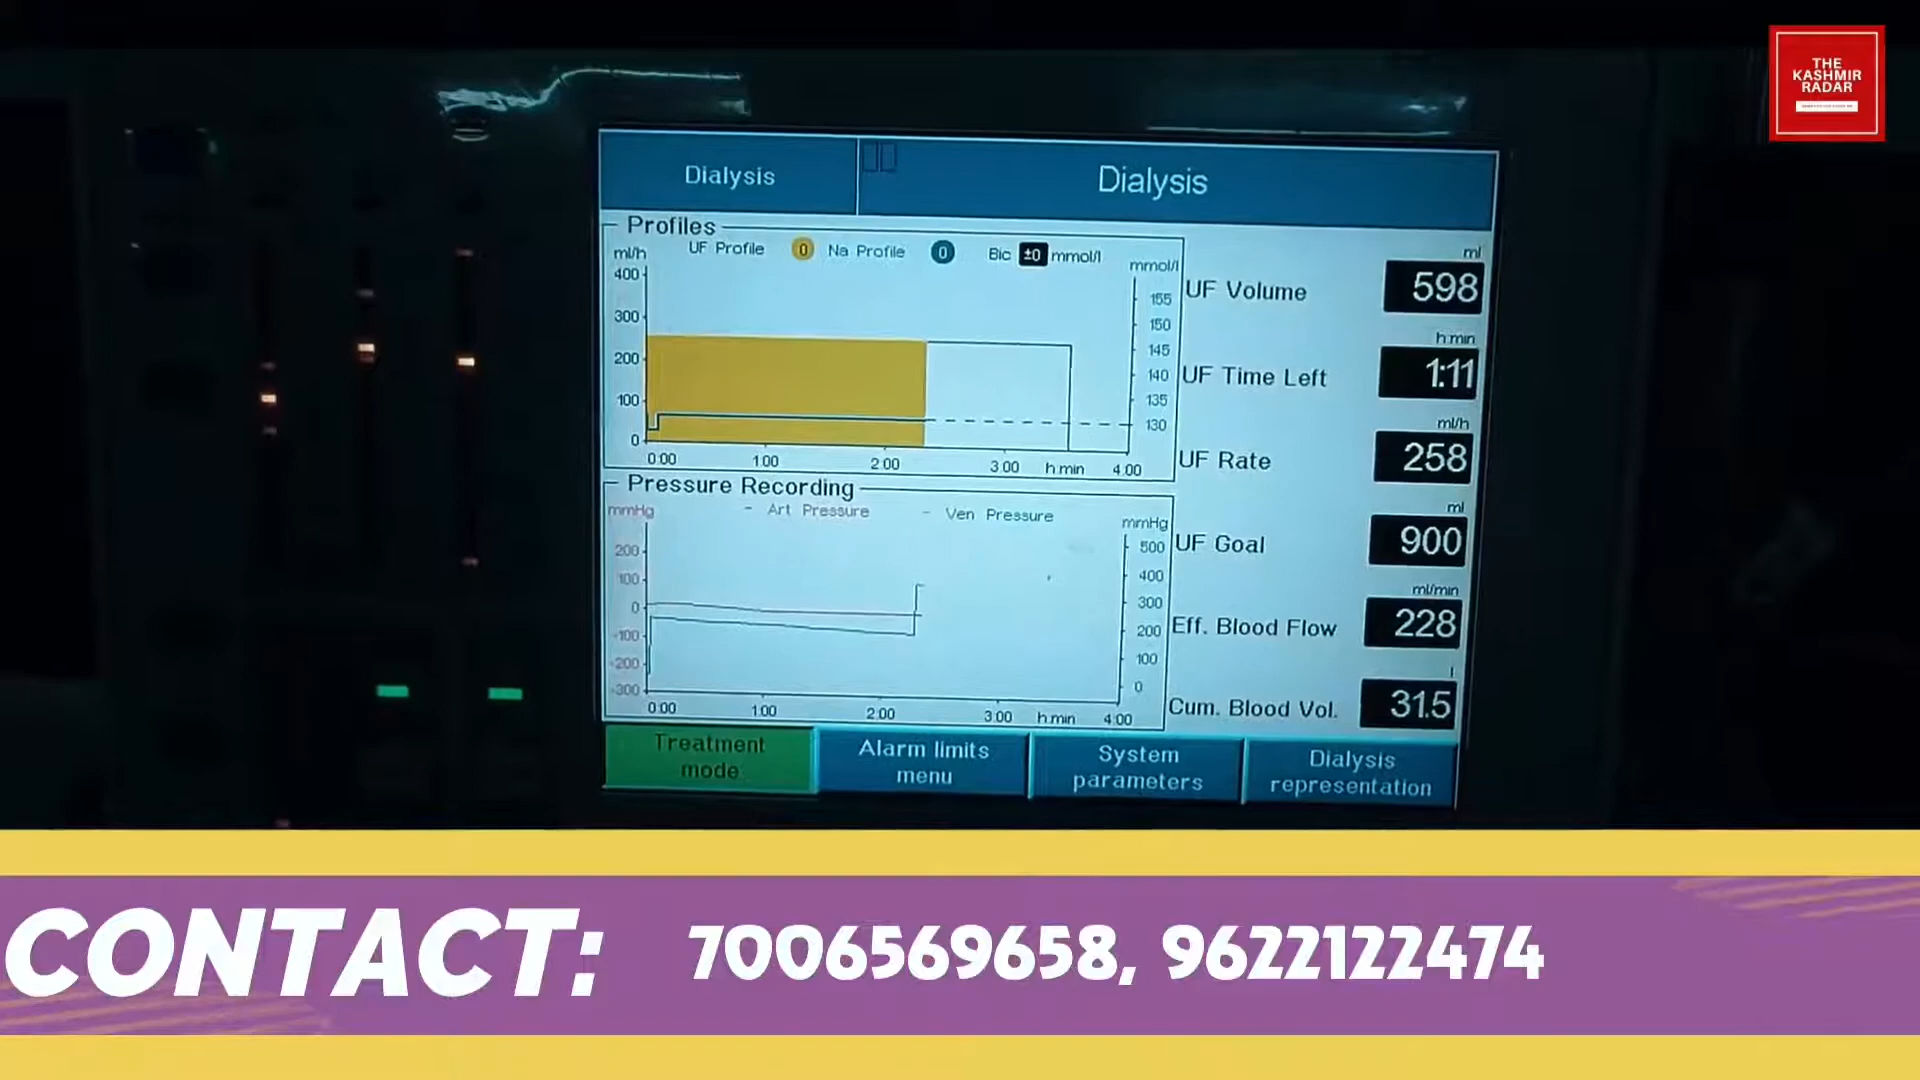 THE
KASHMIR
RADAR
Dialysis
Dialysis
Profiles
UF Profile 0 Na Profile 0 Bic ±0 mmol/l
ml/h
400
300
200
100
0
mmol/l
155
150
145
140
135
130
0:00 1:00 2:00 3:00 h:min 4:00
Pressure Recording
mmHg - Art Pressure - Ven Pressure mmHg
200
100
0
-100
-200
-300
500
400
300
200
100
0
0:00 1:00 2:00 3:00 h:min 4:00
ml
UF Volume 598
h:min
UF Time Left 1:11
ml/h
UF Rate 258
ml
UF Goal 900
ml/min
Eff. Blood Flow 228
l
Cum. Blood Vol. 31.5
Treatment
mode
Alarm limits
menu
System
parameters
Dialysis
representation
CONTACT: 7006569658, 9622122474